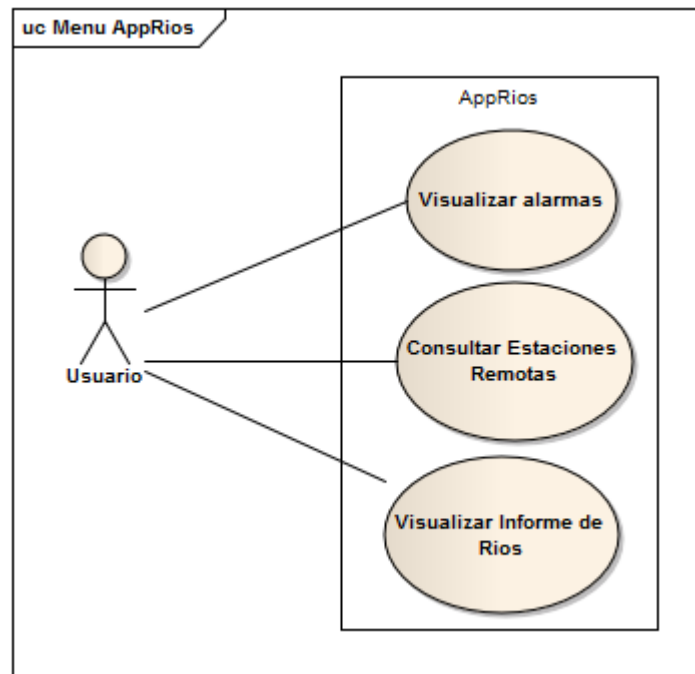 uc Menu AppRios
AppRios
Visualizar alarmas
Usuario
Consultar Estaciones
Remotas
Visualizar Informe de
Rios